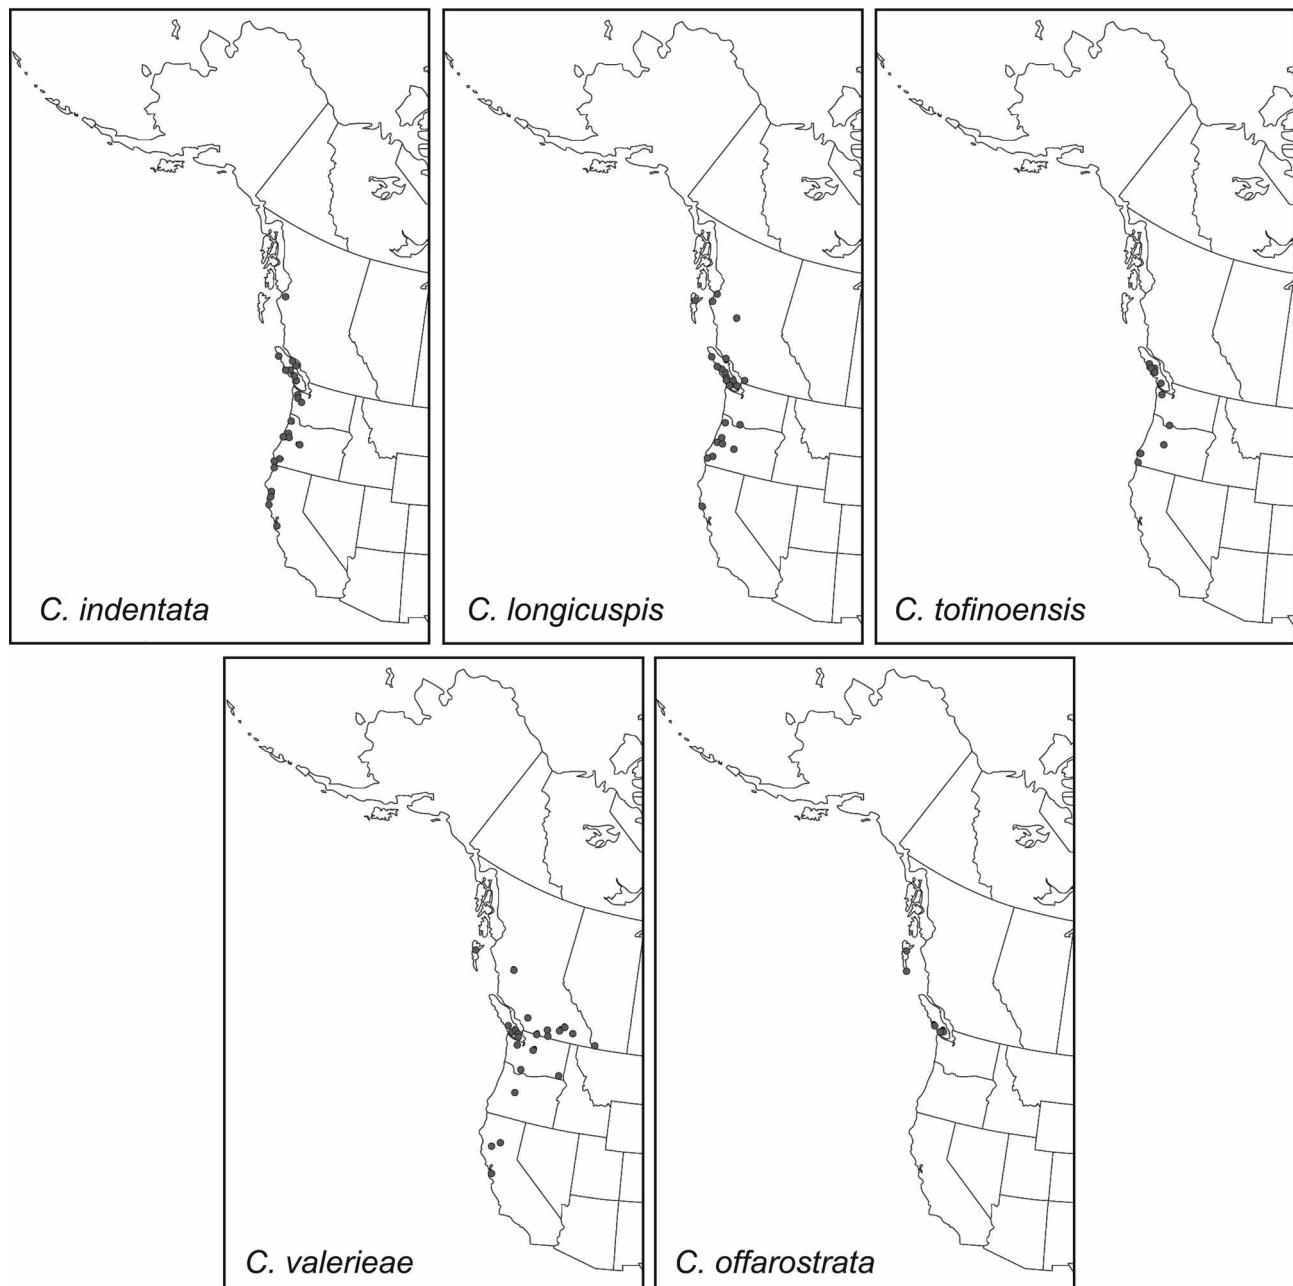 C. indentata
C. longicuspis
C. tofinoensis
C. valerieae
C. offarostrata